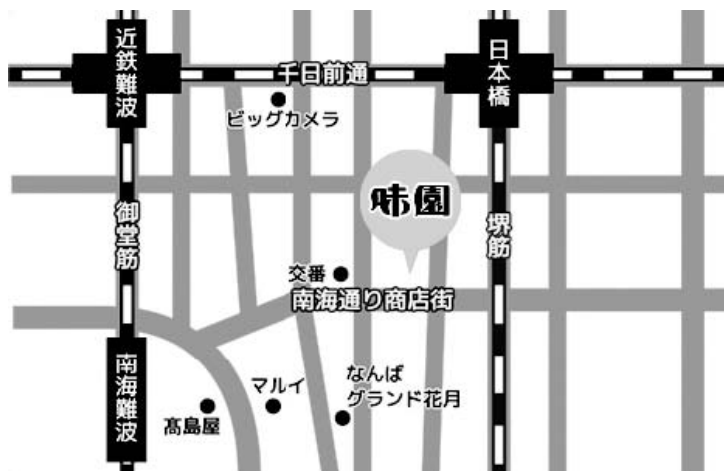 近鉄難波
日本橋
千日前通
ビッグカメラ
味園
御堂筋
堺筋
交番
南海通り商店街
南海難波
なんば
グランド花月
マルイ
髙島屋